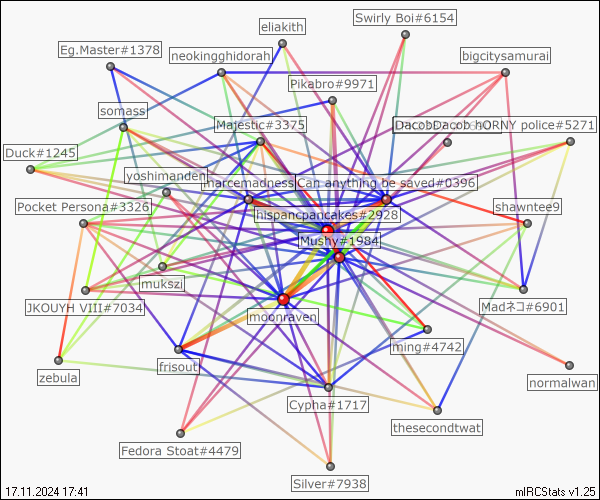 Swirly Boi#6154
eliakith
Eg.Master#1378
neokingghidorah
bigcitysamurai
Pikabro#9971
somass
Majestic#3375
DacobDacob
hORNY police#5271
Duck#1245
yoshimanden
marcemadness
Can anything be saved#0396
Pocket Persona#3326
hispancpancakes#2928
shawntee9
Mushy#1984
mukszi
JKOUYH VIII#7034
Madネコ#6901
moonraven
ming#4742
zebula
frisout
normalwan
Cypha#1717
thesecondtwat
Fedora Stoat#4479
Silver#7938
17.11.2024 17:41
mIRCStats v1.25